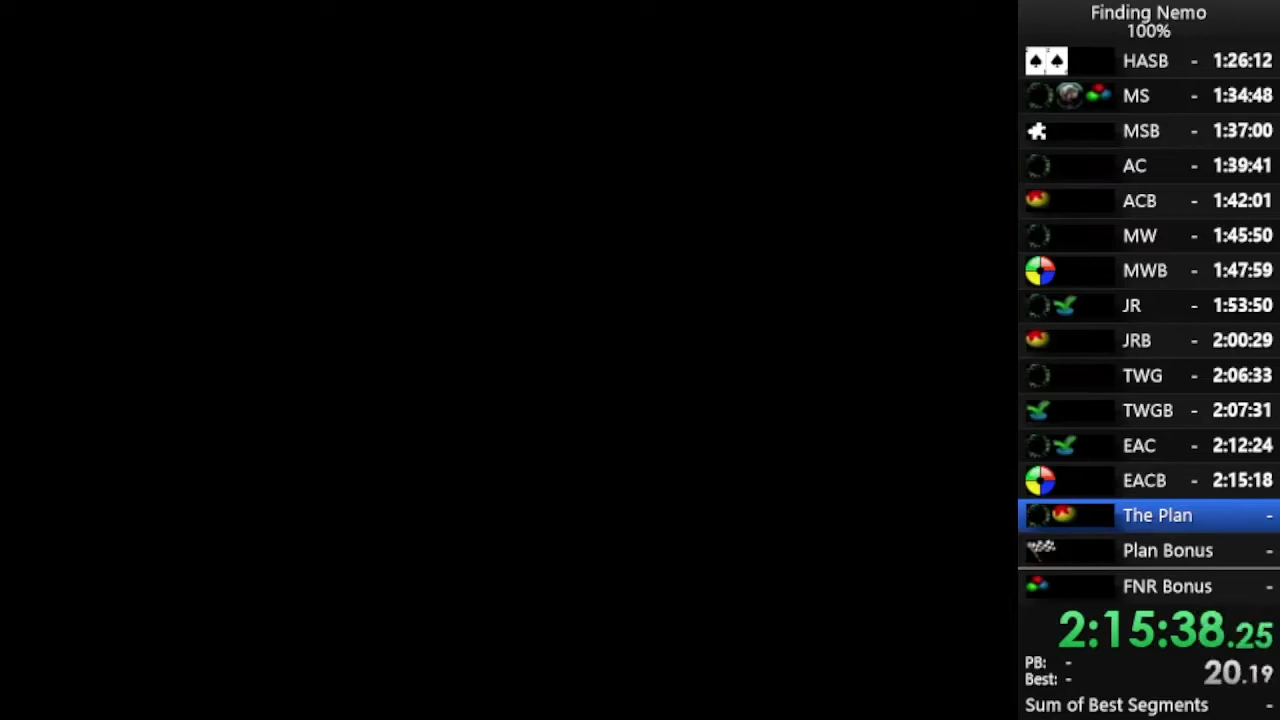 Finding Nemo
100%
HASB - 1:26:12
MS - 1:34:48
MSB - 1:37:00
AC - 1:39:41
ACB - 1:42:01
MW - 1:45:50
MWB - 1:47:59
JR - 1:53:50
JRB - 2:00:29
TWG - 2:06:33
TWGB - 2:07:31
EAC - 2:12:24
EACB - 2:15:18
The Plan -
Plan Bonus -
FNR Bonus -
2:15:38.25
PB: - 20.19
Best: -
Sum of Best Segments -